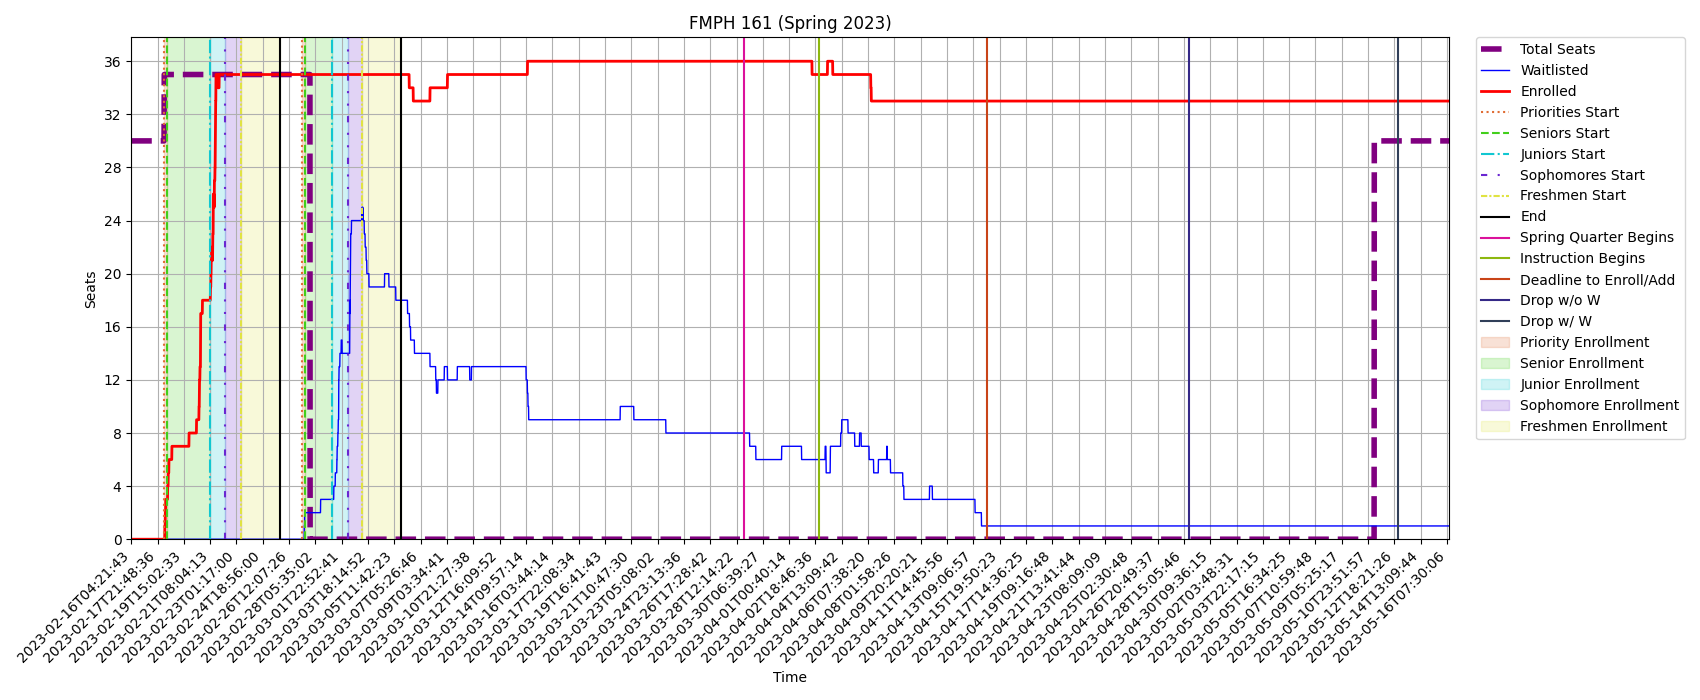 FMPH 161 (Spring 2023)
Seats
36
32
28
24
20
16
12
8
4
0
2023-02-16T04:21:43
2023-02-17T21:48:36
2023-02-19T15:02:33
2023-02-21T08:04:13
2023-02-23T01:17:00
2023-02-24T18:56:00
2023-02-26T12:07:26
2023-02-28T05:35:02
2023-03-01T22:52:41
2023-03-03T18:14:52
2023-03-05T11:42:23
2023-03-07T05:26:46
2023-03-09T03:34:41
2023-03-10T21:27:38
2023-03-12T16:09:52
2023-03-14T09:57:14
2023-03-16T03:44:14
2023-03-17T22:08:34
2023-03-19T16:41:43
2023-03-21T10:47:30
2023-03-23T05:08:02
2023-03-24T23:13:36
2023-03-26T17:28:42
2023-03-28T12:14:22
2023-03-30T06:39:27
2023-04-01T00:40:14
2023-04-02T18:46:36
2023-04-04T13:09:42
2023-04-06T07:38:20
2023-04-08T01:58:26
2023-04-09T20:20:21
2023-04-11T14:45:56
2023-04-13T09:06:57
2023-04-15T19:50:23
2023-04-17T14:36:25
2023-04-19T09:16:48
2023-04-21T13:41:44
2023-04-23T08:09:09
2023-04-25T02:30:48
2023-04-26T20:49:37
2023-04-28T15:05:46
2023-04-30T09:36:15
2023-05-02T03:48:31
2023-05-03T22:17:15
2023-05-05T16:34:25
2023-05-07T10:59:48
2023-05-09T05:25:17
2023-05-10T23:51:57
2023-05-12T18:21:26
2023-05-14T13:09:44
2023-05-16T07:30:06
Time
Total Seats
Waitlisted
Enrolled
Priorities Start
Seniors Start
Juniors Start
Sophomores Start
Freshmen Start
End
Spring Quarter Begins
Instruction Begins
Deadline to Enroll/Add
Drop w/o W
Drop w/ W
Priority Enrollment
Senior Enrollment
Junior Enrollment
Sophomore Enrollment
Freshmen Enrollment